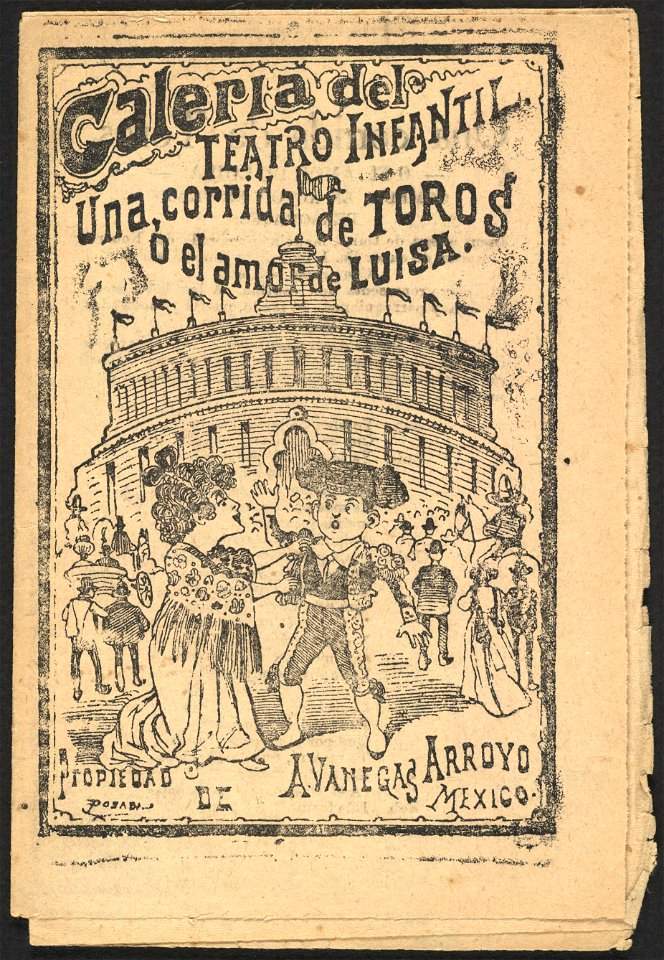 Galeria del
TEATRO INFANTIL.
Una, corrida de TOROS
ó el amor de LUISA.
PROPIEDAD DE A. VANEGAS ARROYO
POSADA. MEXICO.